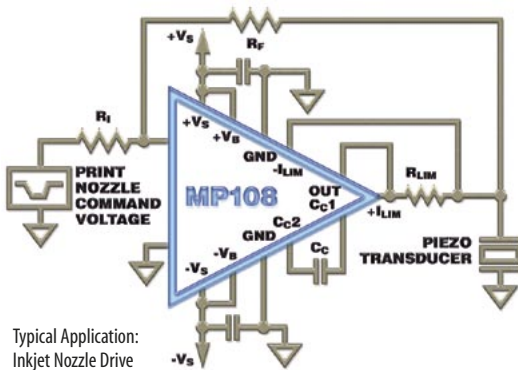 +VS
RF
RI
+VS
+VB
GND
-ILIM
RLIM
PRINT
NOZZLE
COMMAND
VOLTAGE
MP108
OUT
CC1
+ILIM
CC2
CC
GND
-VB
-VS
PIEZO
TRANSDUCER
Typical Application:
Inkjet Nozzle Drive
-VS